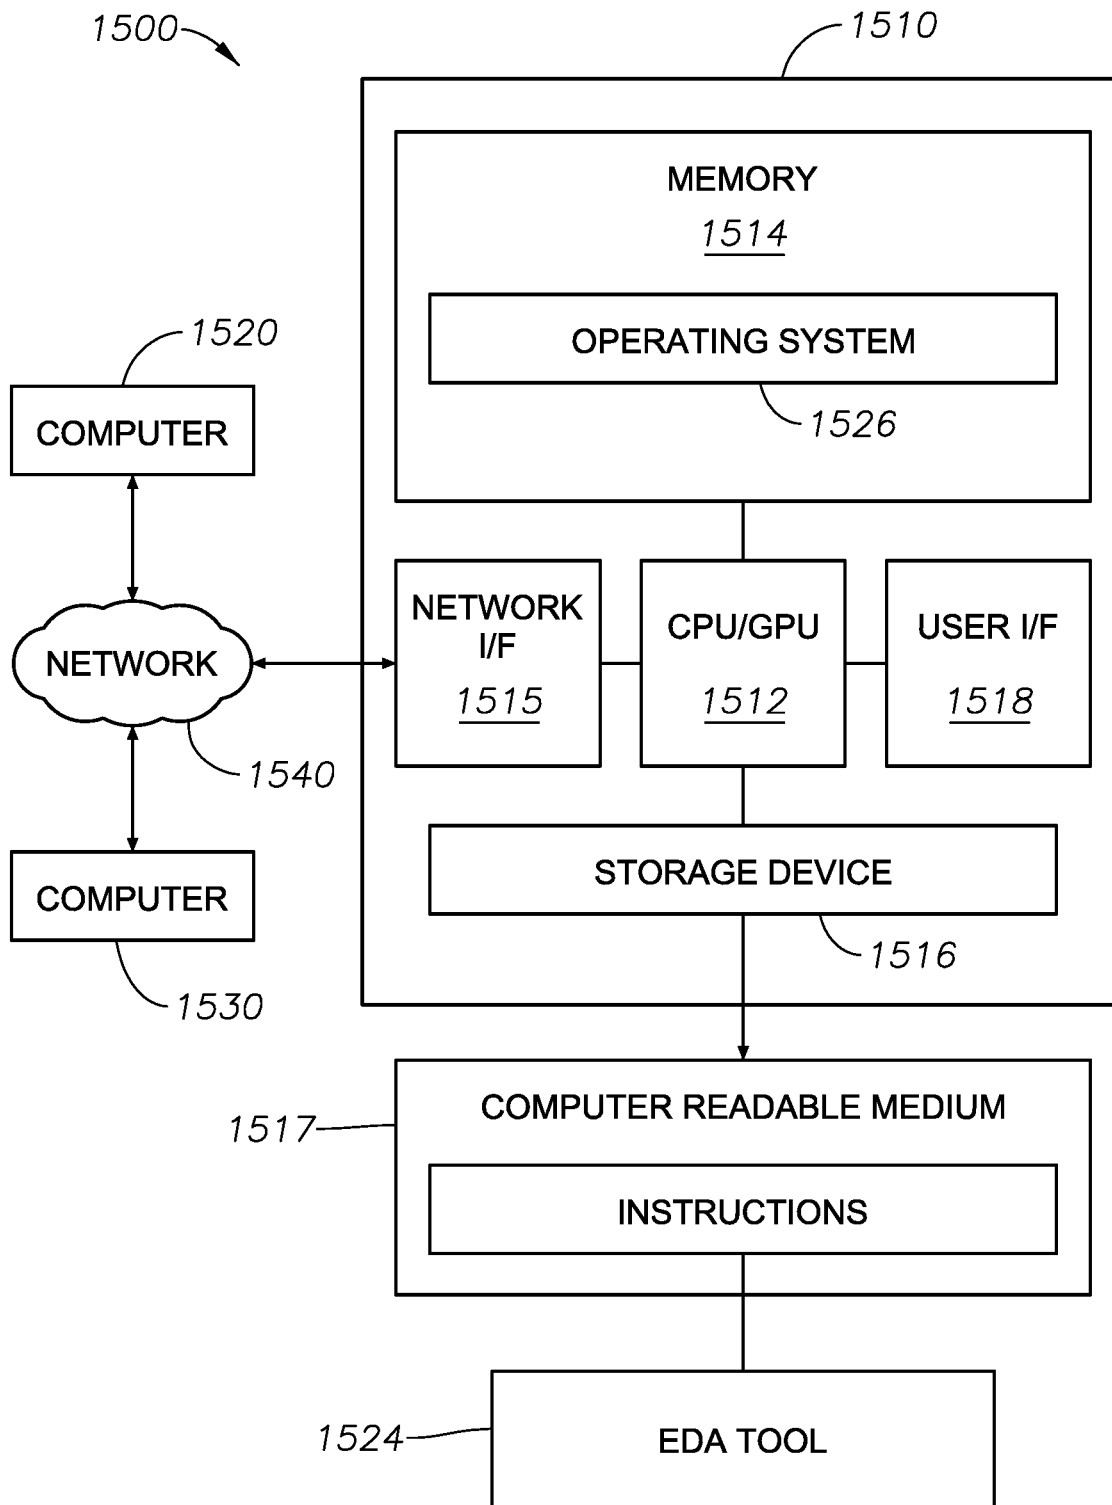 1500
1510
MEMORY
1514
OPERATING SYSTEM
1526
1520
COMPUTER
NETWORK
1540
COMPUTER
1530
NETWORK
I/F
1515
CPU/GPU
1512
USER I/F
1518
STORAGE DEVICE
1516
COMPUTER READABLE MEDIUM
1517
INSTRUCTIONS
1524
EDA TOOL